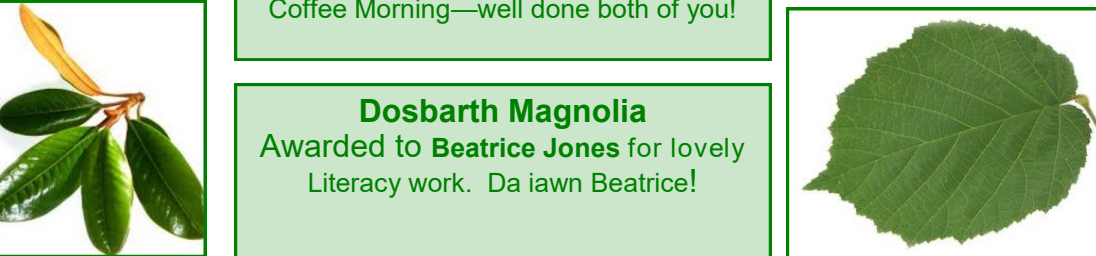 Coffee Morning—well done both of you!
Dosbarth Magnolia
Awarded to Beatrice Jones for lovely
Literacy work.  Da iawn Beatrice!